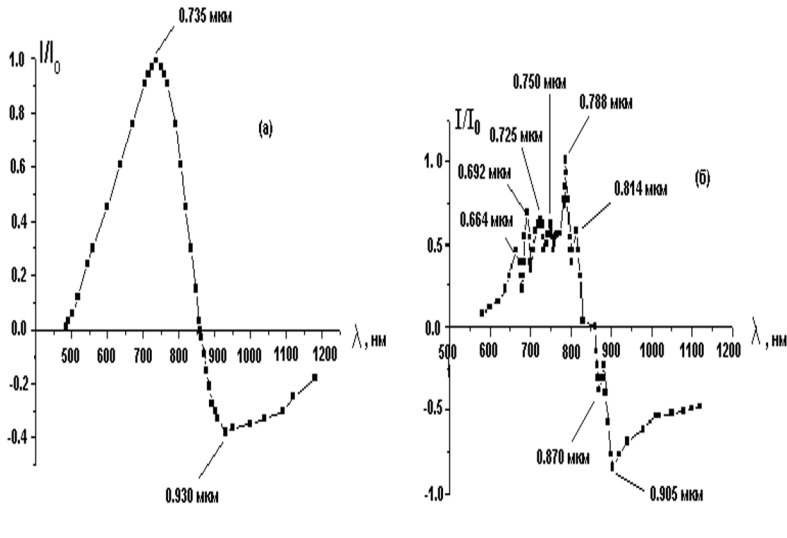 0.735 мкм
I/I0
(а)
1.0
0.8
0.6
0.4
0.2
0.0
-0.2
-0.4
500 600 700 800 900 1000 1100 1200
λ, нм
0.930 мкм
I/I0
0.750 мкм
0.788 мкм
0.725 мкм
0.692 мкм
0.664 мкм
0.814 мкм
(б)
1.0
0.5
0.0
-0.5
-1.0
500 600 700 800 900 1000 1100 1200
λ, нм
0.870 мкм
0.905 мкм